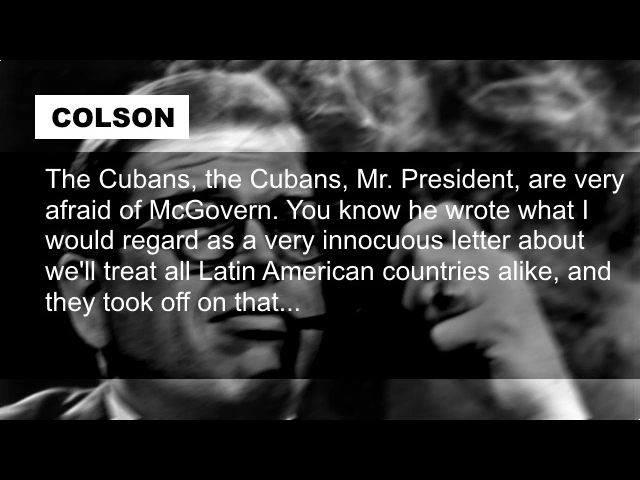 COLSON
The Cubans, the Cubans, Mr. President, are very
afraid of McGovern. You know he wrote what I
would regard as a very innocuous letter about
we'll treat all Latin American countries alike, and
they took off on that...